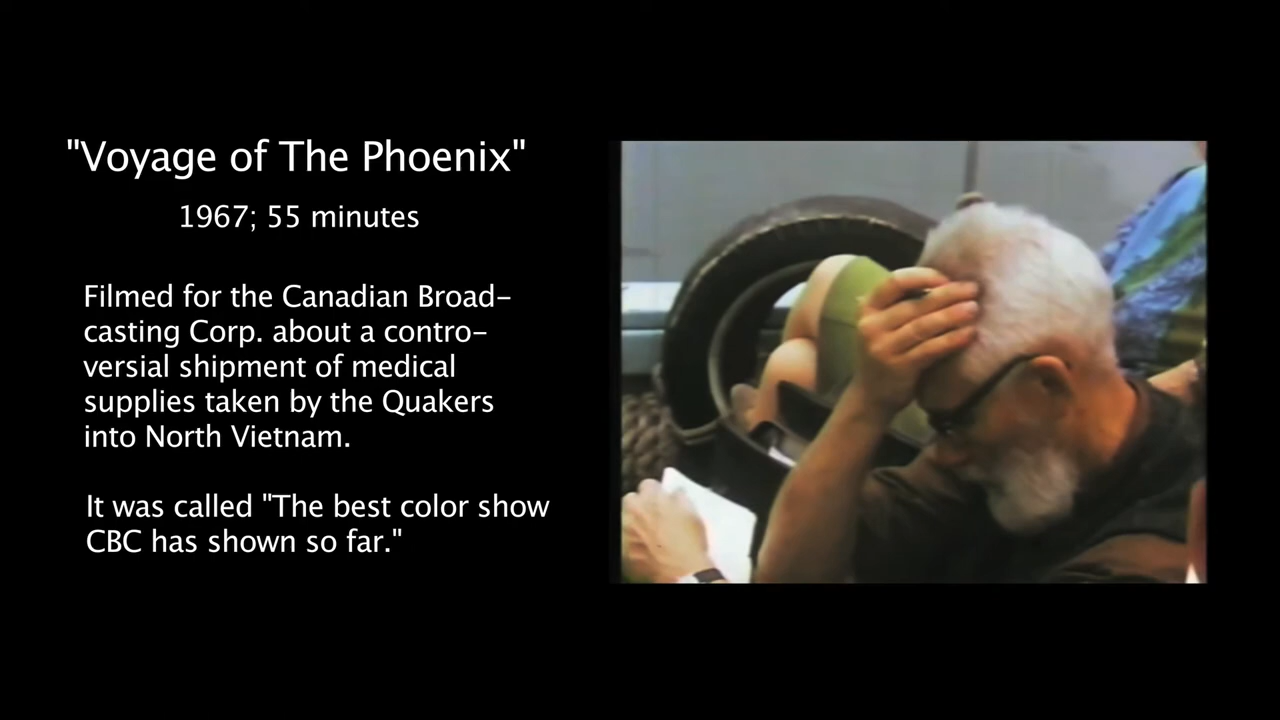 "Voyage of The Phoenix"
1967; 55 minutes
Filmed for the Canadian Broad-
casting Corp. about a contro-
versial shipment of medical
supplies taken by the Quakers
into North Vietnam.
It was called "The best color show
CBC has shown so far."